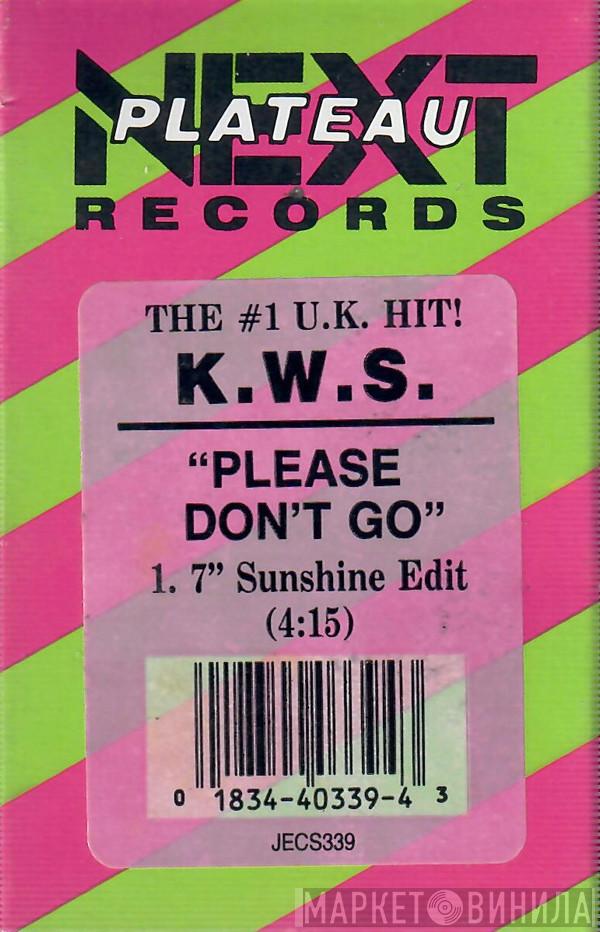 NEXT
PLATEAU
RECORDS
THE #1 U.K. HIT!
K.W.S.
“PLEASE
DON’T GO”
1. 7” Sunshine Edit
(4:15)
0 1834-40339-4 3
JECS339
МАРКЕТ ВИНИЛА